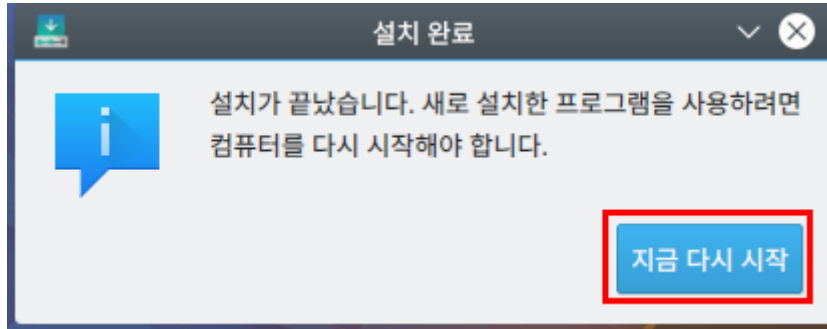 설치 완료
설치가 끝났습니다. 새로 설치한 프로그램을 사용하려면
컴퓨터를 다시 시작해야 합니다.
지금 다시 시작